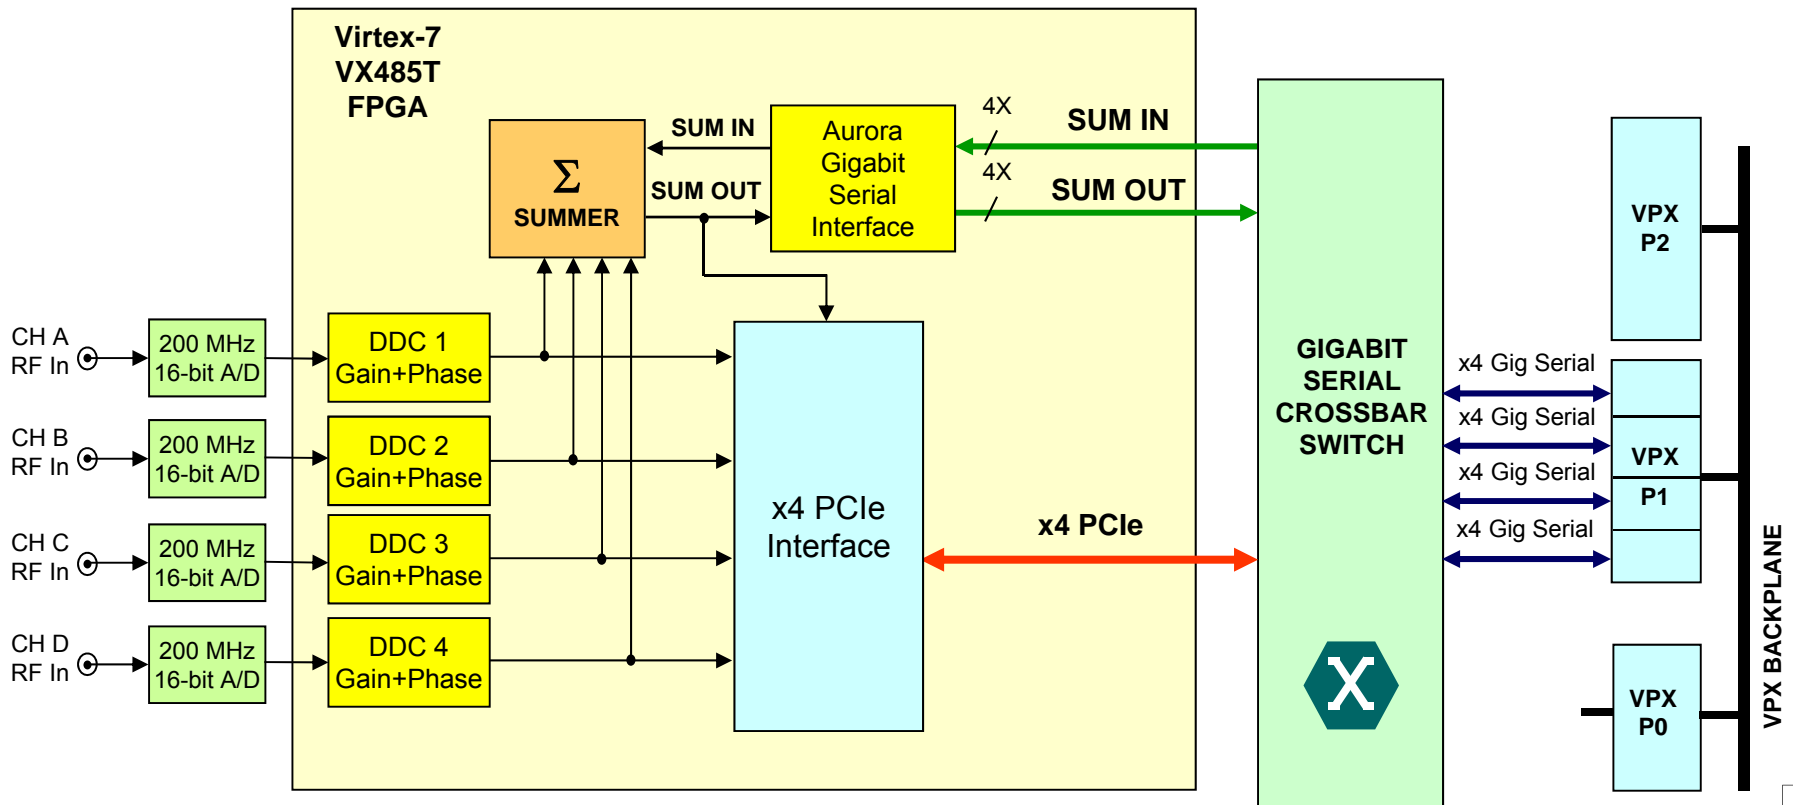 Virtex-7
VX485T
FPGA
Σ
SUMMER
SUM IN
SUM OUT
Aurora
Gigabit
Serial
Interface
4X
SUM IN
4X
SUM OUT
CH A
RF In
200 MHz
16-bit A/D
DDC 1
Gain+Phase
CH B
RF In
200 MHz
16-bit A/D
DDC 2
Gain+Phase
CH C
RF In
200 MHz
16-bit A/D
DDC 3
Gain+Phase
CH D
RF In
200 MHz
16-bit A/D
DDC 4
Gain+Phase
x4 PCIe
Interface
x4 PCIe
GIGABIT
SERIAL
CROSSBAR
SWITCH
X
x4 Gig Serial
x4 Gig Serial
x4 Gig Serial
x4 Gig Serial
VPX
P2
VPX
P1
VPX
P0
VPX BACKPLANE